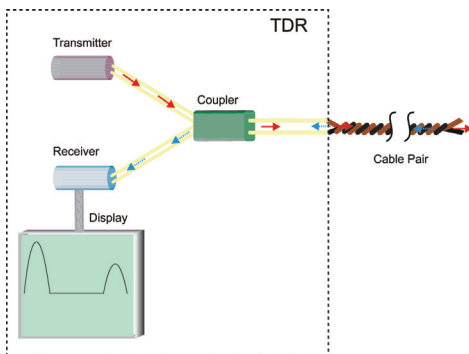 TDR
Transmitter
Coupler
Receiver
Cable Pair
Display